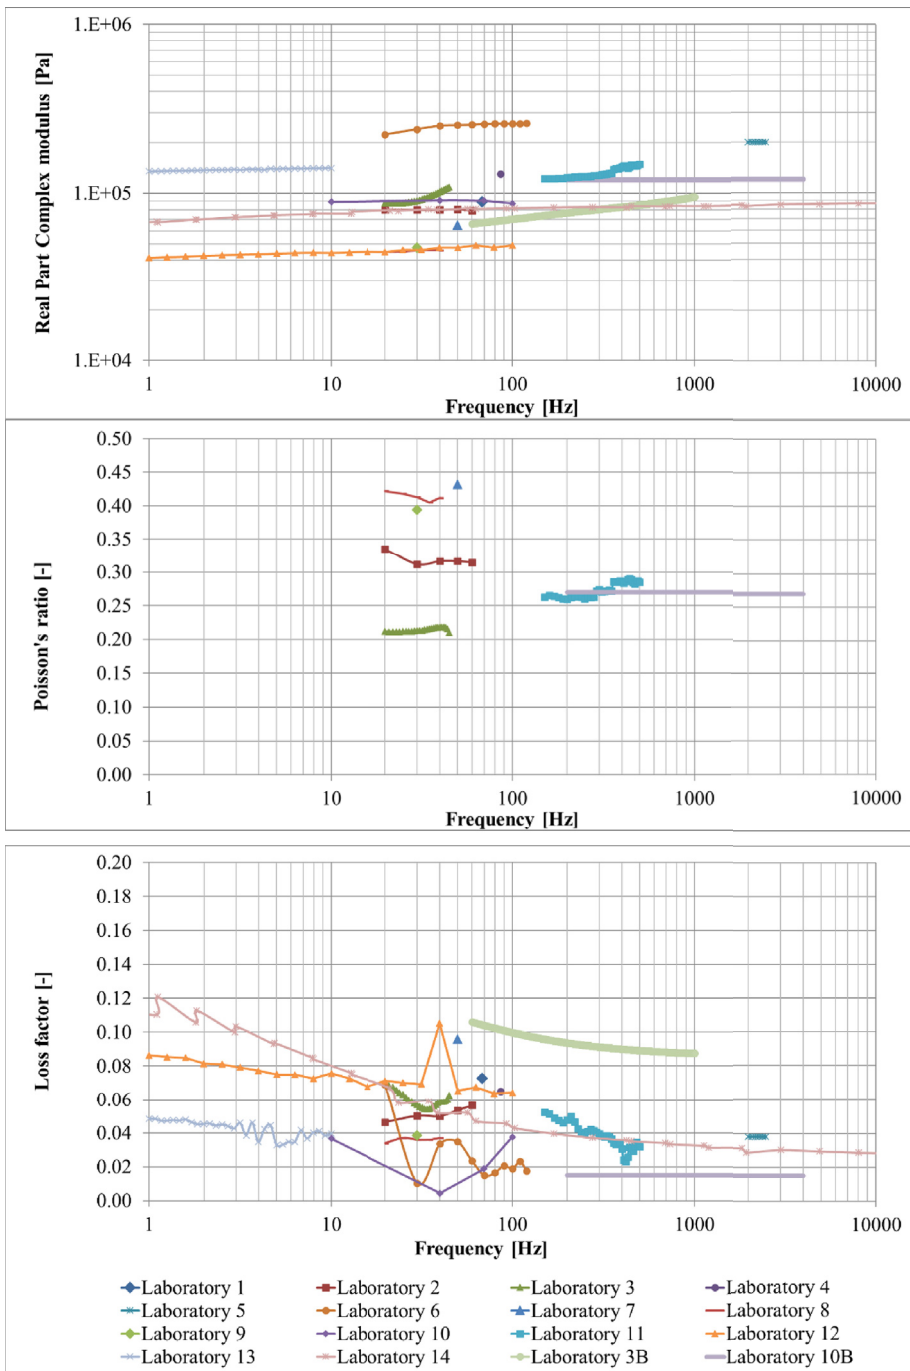 1.E+06
1.E+05
1.E+04
Real Part Complex modulus [Pa]
1 10 100 1000 10000
Frequency [Hz]
0.50
0.45
0.40
0.35
0.30
0.25
0.20
0.15
0.10
0.05
0.00
Poisson's ratio [-]
1 10 100 1000 10000
Frequency [Hz]
0.20
0.18
0.16
0.14
0.12
0.10
0.08
0.06
0.04
0.02
0.00
Loss factor [-]
1 10 100 1000 10000
Frequency [Hz]
Laboratory 1 Laboratory 2 Laboratory 3 Laboratory 4
Laboratory 5 Laboratory 6 Laboratory 7 Laboratory 8
Laboratory 9 Laboratory 10 Laboratory 11 Laboratory 12
Laboratory 13 Laboratory 14 Laboratory 3B Laboratory 10B